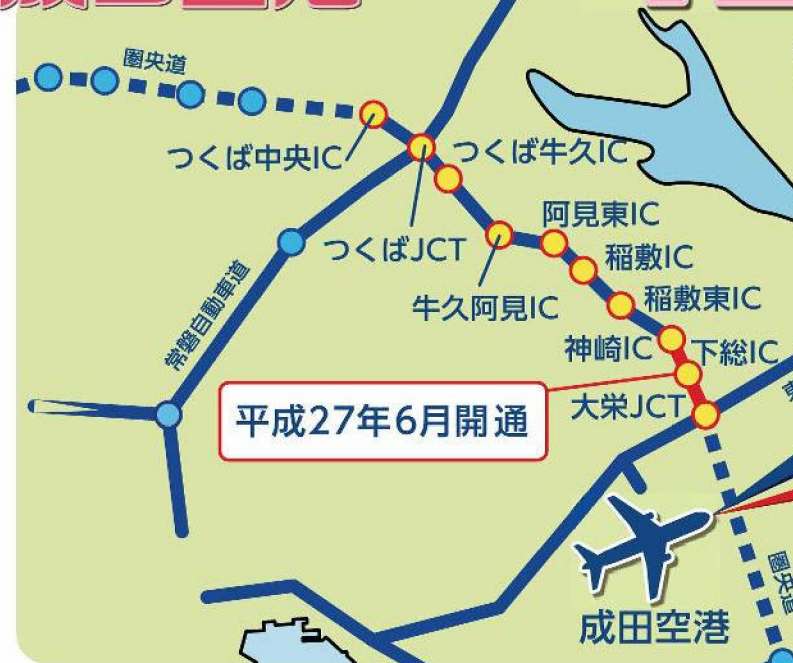 圏央道
つくば中央IC
つくば牛久IC
つくばJCT
阿見東IC
稲敷IC
牛久阿見IC
稲敷東IC
常磐自動車道
神崎IC
下総IC
大栄JCT
平成27年6月開通
圏央道
成田空港